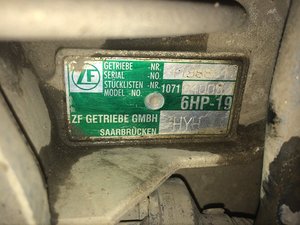 ZF
GETRIEBE -NR.
SERIAL -NO.
STÜCKLISTEN -NR. 1071
MODEL -NO.
6HP-19
ZF GETRIEBE GMBH
SAARBRÜCKEN